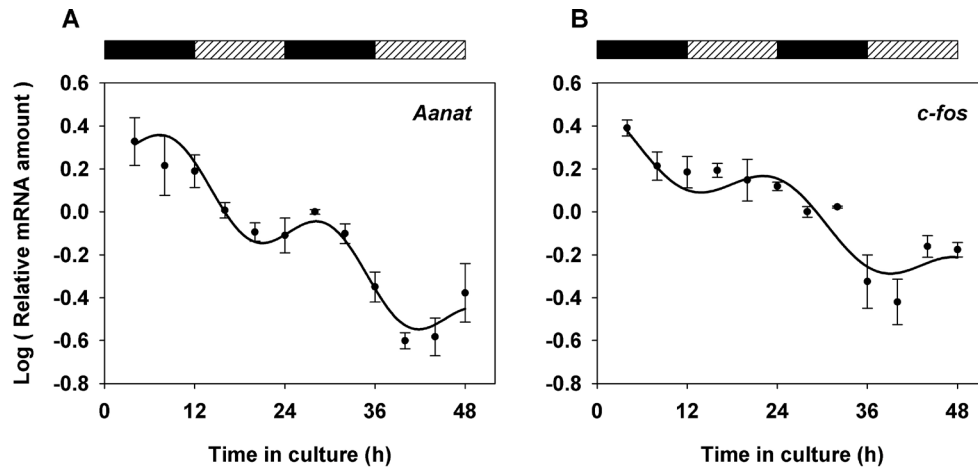 A
B
Aanat
c-fos
Log ( Relative mRNA amount)
0.6
0.4
0.2
0.0
-0.2
-0.4
-0.6
-0.8
0 12 24 36 48
Time in culture (h)
0.6
0.4
0.2
0.0
-0.2
-0.4
-0.6
-0.8
0 12 24 36 48
Time in culture (h)